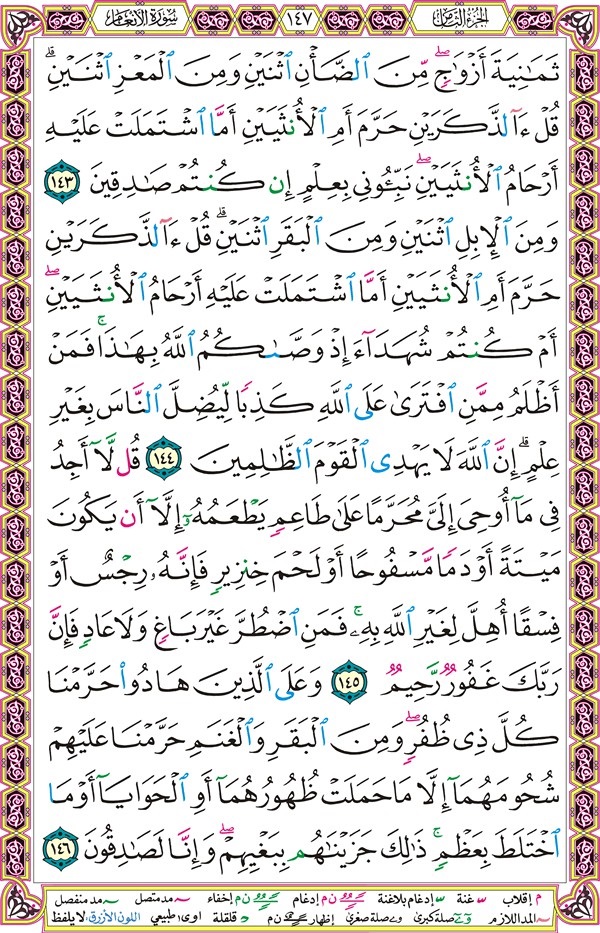 الجزء الثامن
١٤٧
سورة الأنعام
ثَمَـٰنِيَةَ أَزْوَٰجٍ ۖ مِّنَ ٱلضَّأْنِ ٱثْنَيْنِ وَمِنَ ٱلْمَعْزِ ٱثْنَيْنِ ۗ
قُلْ ءَآلذَّكَرَيْنِ حَرَّمَ أَمِ ٱلْأُنثَيَيْنِ أَمَّا ٱشْتَمَلَتْ عَلَيْهِ
أَرْحَامُ ٱلْأُنثَيَيْنِ ۖ نَبِّـُٔونِى بِعِلْمٍ إِن كُنتُمْ صَـٰدِقِينَ ١٤٣
وَمِنَ ٱلْإِبِلِ ٱثْنَيْنِ وَمِنَ ٱلْبَقَرِ ٱثْنَيْنِ ۗ قُلْ ءَآلذَّكَرَيْنِ
حَرَّمَ أَمِ ٱلْأُنثَيَيْنِ أَمَّا ٱشْتَمَلَتْ عَلَيْهِ أَرْحَامُ ٱلْأُنثَيَيْنِ ۖ
أَمْ كُنتُمْ شُهَدَآءَ إِذْ وَصَّىٰكُمُ ٱللَّهُ بِهَـٰذَا ۚ فَمَنْ
أَظْلَمُ مِمَّنِ ٱفْتَرَىٰ عَلَى ٱللَّهِ كَذِبًا لِّيُضِلَّ ٱلنَّاسَ بِغَيْرِ
عِلْمٍ ۗ إِنَّ ٱللَّهَ لَا يَهْدِى ٱلْقَوْمَ ٱلظَّـٰلِمِينَ ١٤٤ قُل لَّآ أَجِدُ
فِى مَآ أُوحِىَ إِلَىَّ مُحَرَّمًا عَلَىٰ طَاعِمٍ يَطْعَمُهُۥٓ إِلَّآ أَن يَكُونَ
مَيْتَةً أَوْ دَمًا مَّسْفُوحًا أَوْ لَحْمَ خِنزِيرٍ فَإِنَّهُۥ رِجْسٌ أَوْ
فِسْقًا أُهِلَّ لِغَيْرِ ٱللَّهِ بِهِۦ ۚ فَمَنِ ٱضْطُرَّ غَيْرَ بَاغٍ وَلَا عَادٍ فَإِنَّ
رَبَّكَ غَفُورٌ رَّحِيمٌ ١٤٥ وَعَلَى ٱلَّذِينَ هَادُوا۟ حَرَّمْنَا
كُلَّ ذِى ظُفُرٍ ۖ وَمِنَ ٱلْبَقَرِ وَٱلْغَنَمِ حَرَّمْنَا عَلَيْهِمْ
شُحُومَهُمَآ إِلَّا مَا حَمَلَتْ ظُهُورُهُمَآ أَوِ ٱلْحَوَايَآ أَوْ مَا
ٱخْتَلَطَ بِعَظْمٍ ۚ ذَٰلِكَ جَزَيْنَـٰهُم بِبَغْيِهِمْ ۖ وَإِنَّا لَصَـٰدِقُونَ ١٤٦
م إقلاب غنة إدغام بلاغنة ن م إدغام ن م إخفاء مد متصل مد منفصل
المد اللازم صلة كبرى صلة صغرى إظهار ن م قلقلة اوى طبيعي اللون الأزرق لا يلفظ